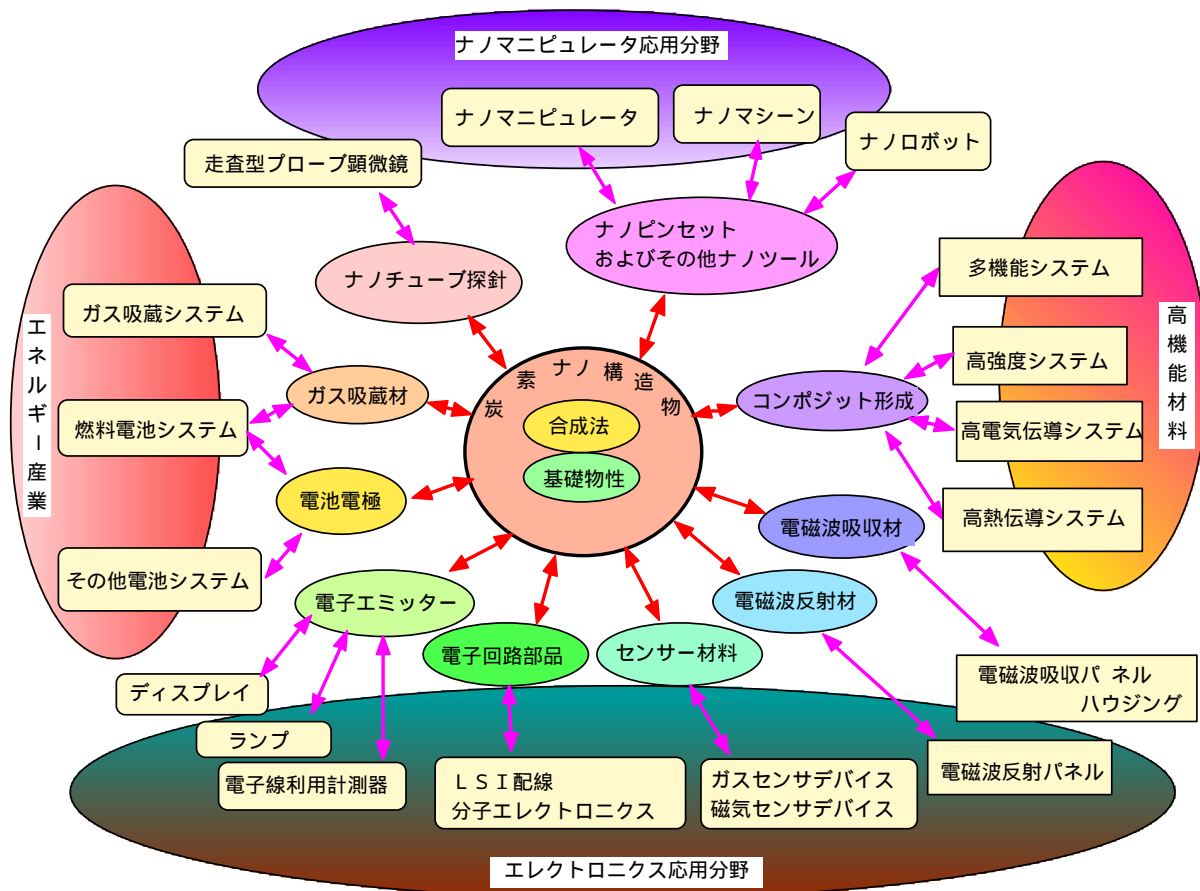 ナノマニピュレータ応用分野
ナノマニピュレータ
ナノマシーン
ナノロボット
走査型プローブ顕微鏡
ナノピンセット
およびその他ナノツール
ナノチューブ探針
多機能システム
高強度システム
高電気伝導システム
高熱伝導システム
高機能材料
ガス吸蔵システム
燃料電池システム
その他電池システム
エネルギー産業
ガス吸蔵材
電池電極
炭素ナノ構造物
合成法
基礎物性
コンポジット形成
電磁波吸収材
電磁波反射材
電子エミッター
電子回路部品
センサー材料
ディスプレイ
ランプ
電子線利用計測器
LSI配線
分子エレクトロニクス
ガスセンサデバイス
磁気センサデバイス
電磁波吸収パ ネル
ハウジング
電磁波反射パネル
エレクトロニクス応用分野